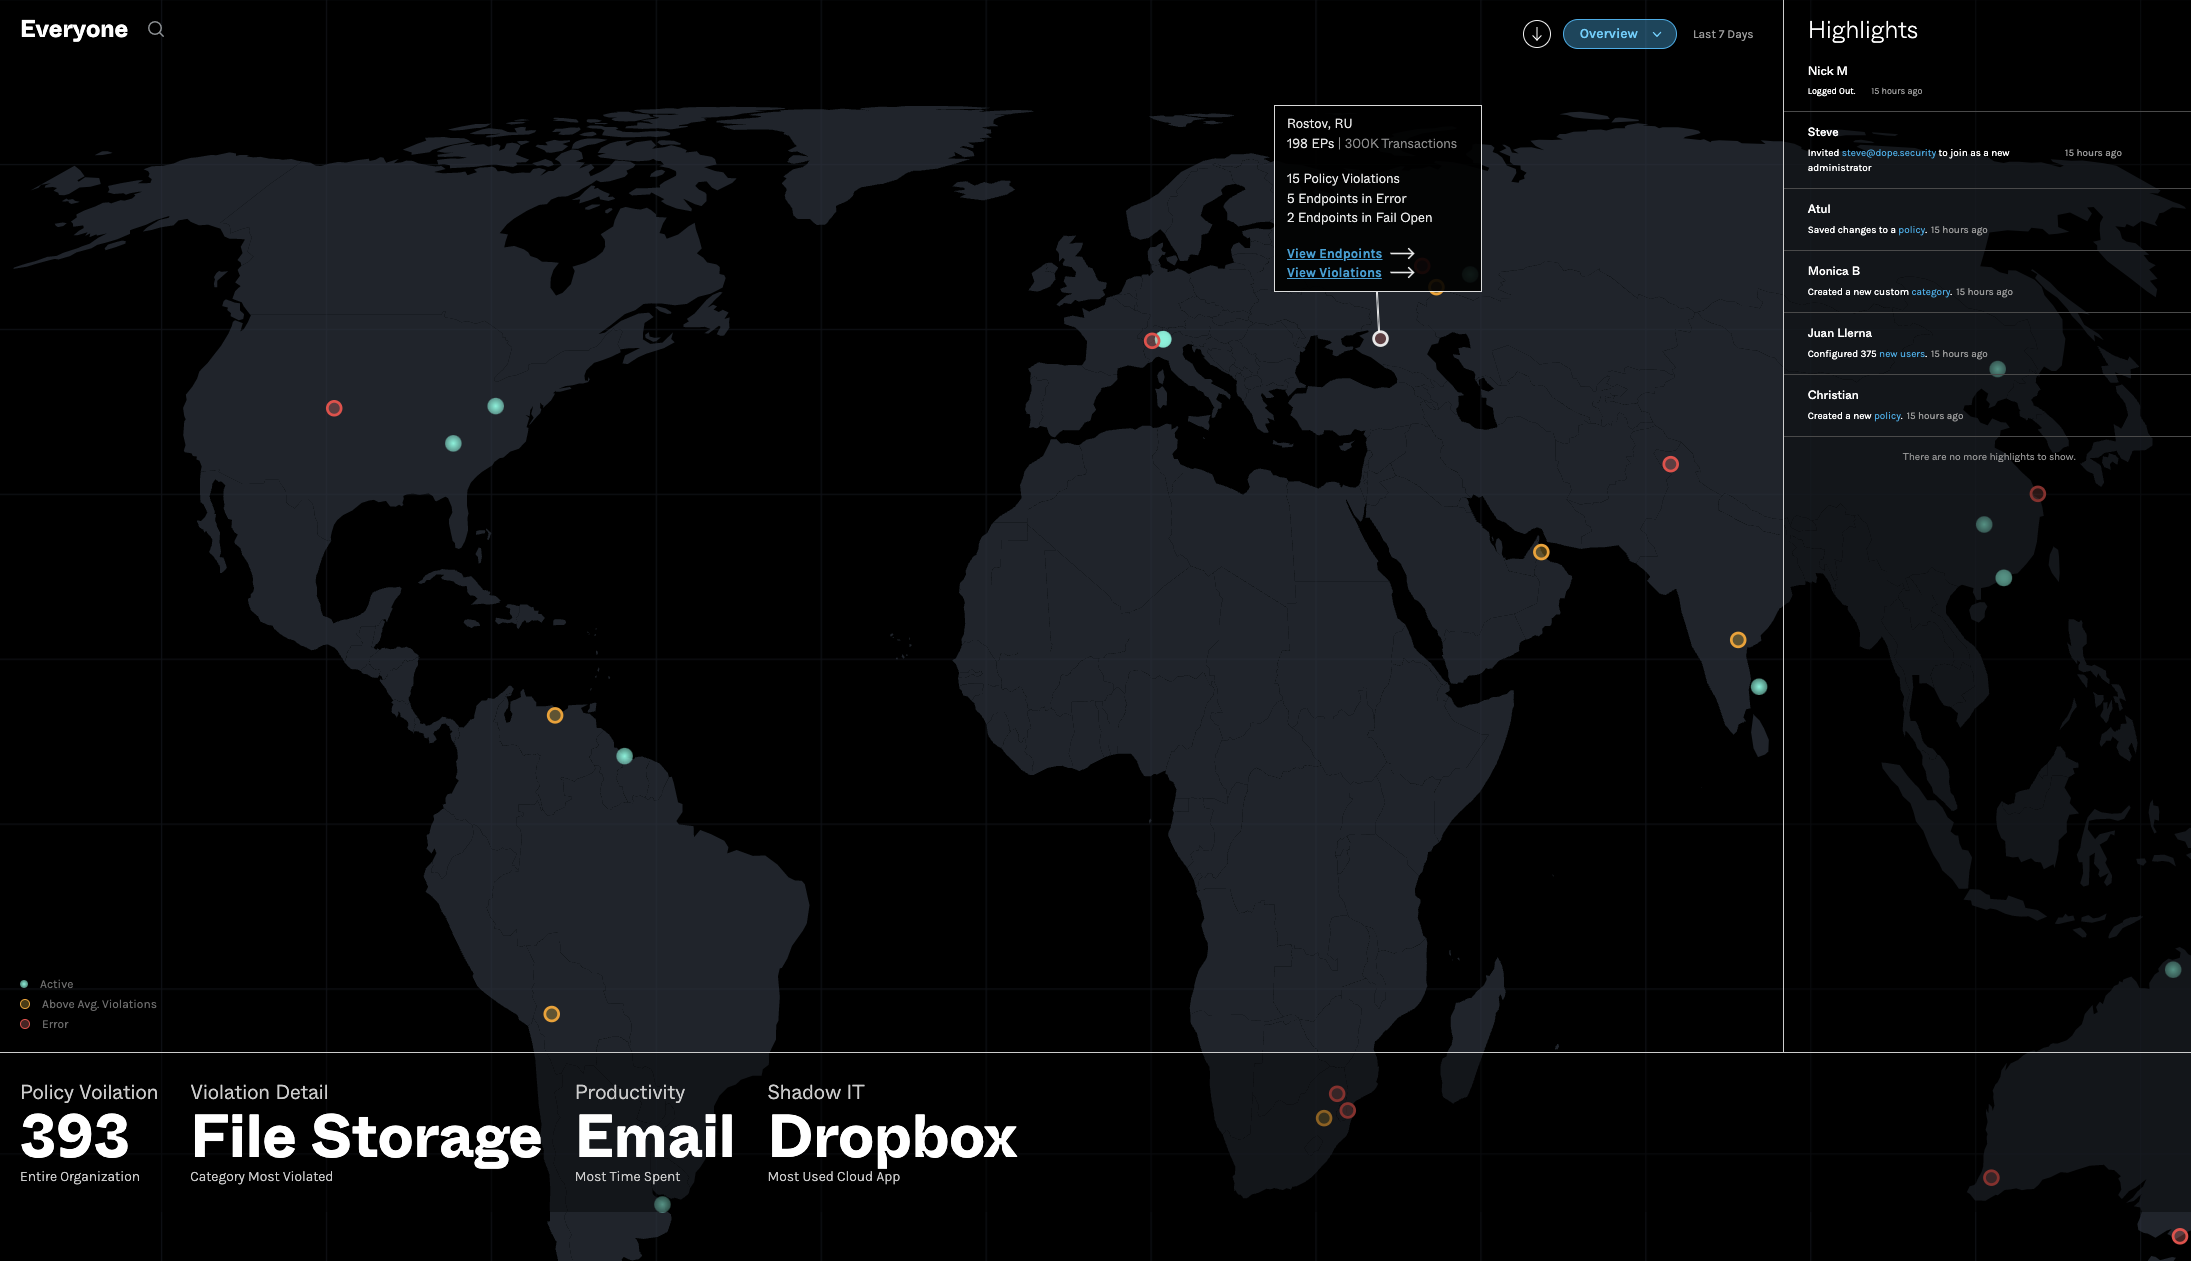 Everyone
Overview
Last 7 Days
Rostov, RU
198 EPs | 300K Transactions
15 Policy Violations
5 Endpoints in Error
2 Endpoints in Fail Open
View Endpoints
View Violations
Highlights
Nick M
Logged Out. 15 hours ago
Steve
Invited steve@dope.security to join as a new 15 hours ago
administrator
Atul
Saved changes to a policy. 15 hours ago
Monica B
Created a new custom category. 15 hours ago
Juan Llerna
Configured 375 new users. 15 hours ago
Christian
Created a new policy. 15 hours ago
There are no more highlights to show.
Active
Above Avg. Violations
Error
Policy Voilation
393
Entire Organization
Violation Detail
File Storage
Category Most Violated
Productivity
Email
Most Time Spent
Shadow IT
Dropbox
Most Used Cloud App